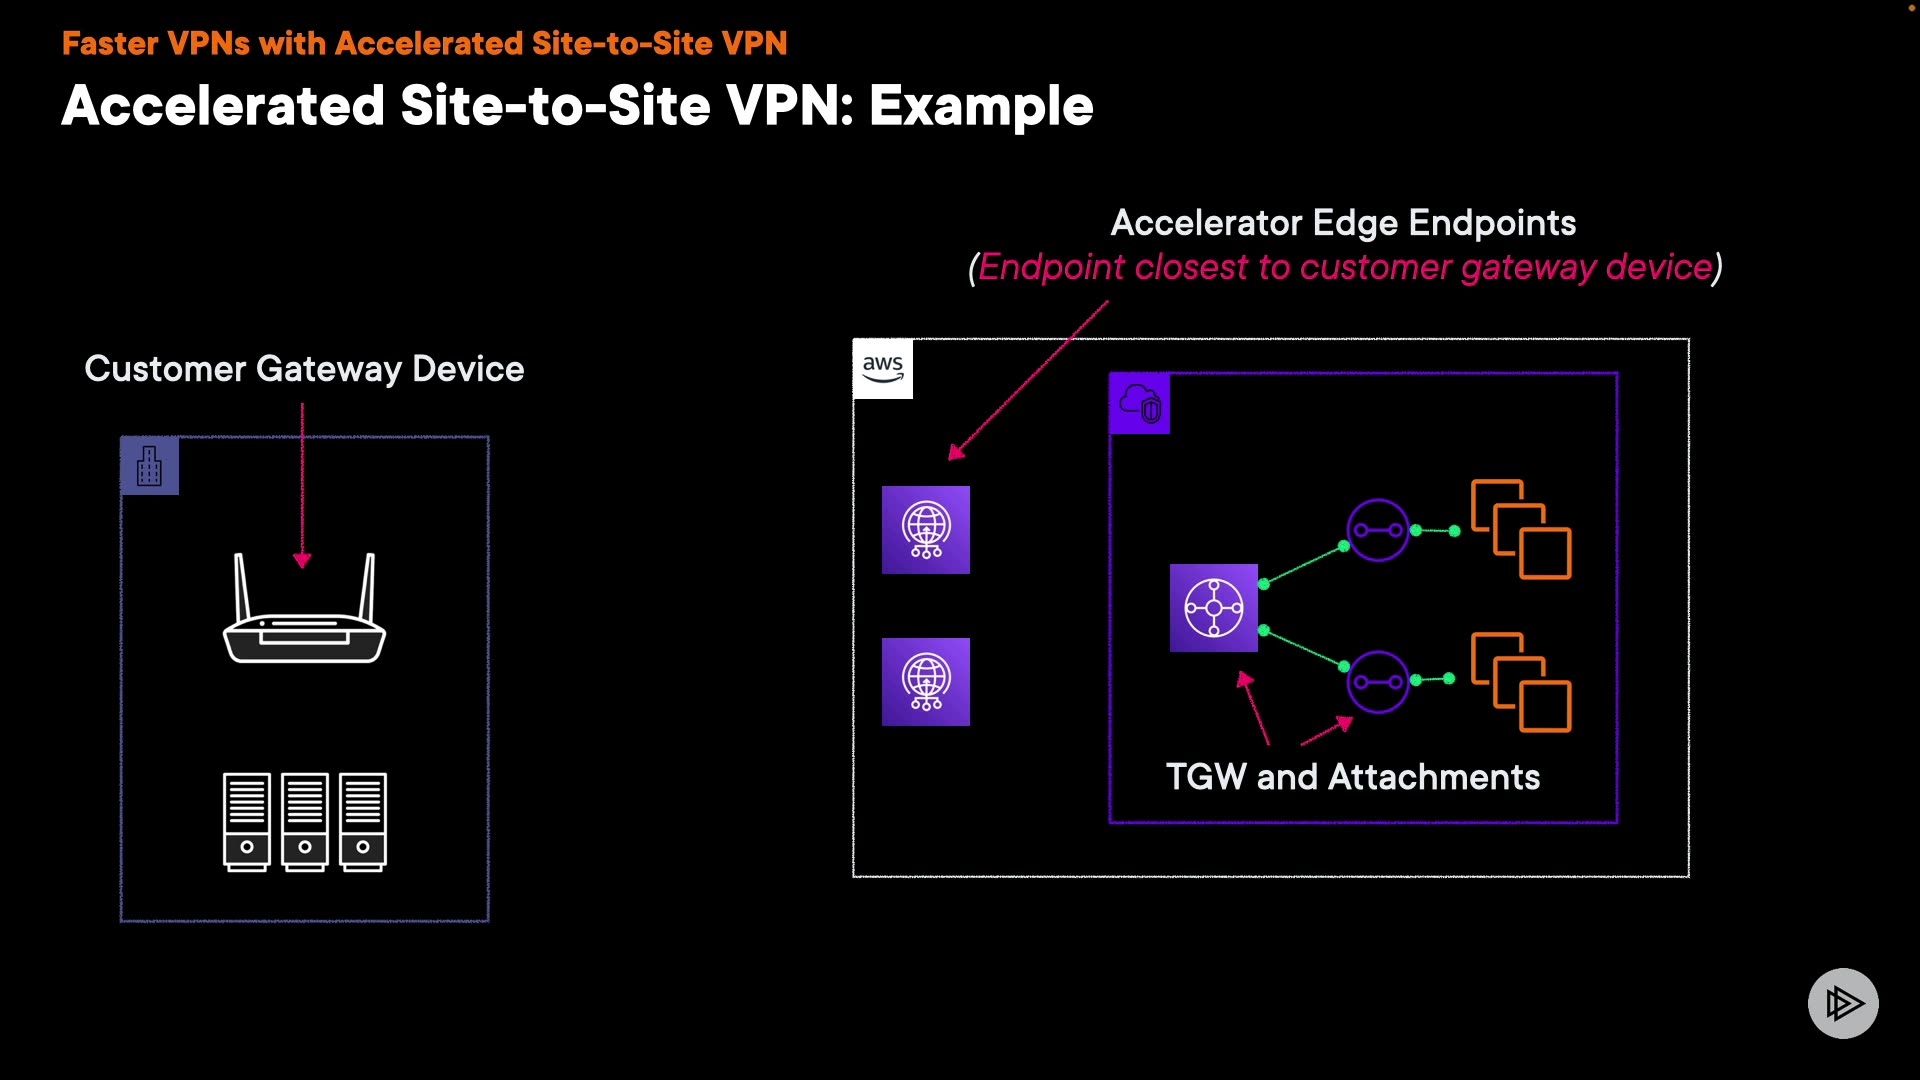 Faster VPNs with Accelerated Site-to-Site VPN
Accelerated Site-to-Site VPN: Example
Accelerator Edge Endpoints
(Endpoint closest to customer gateway device)
Customer Gateway Device
aws
TGW and Attachments